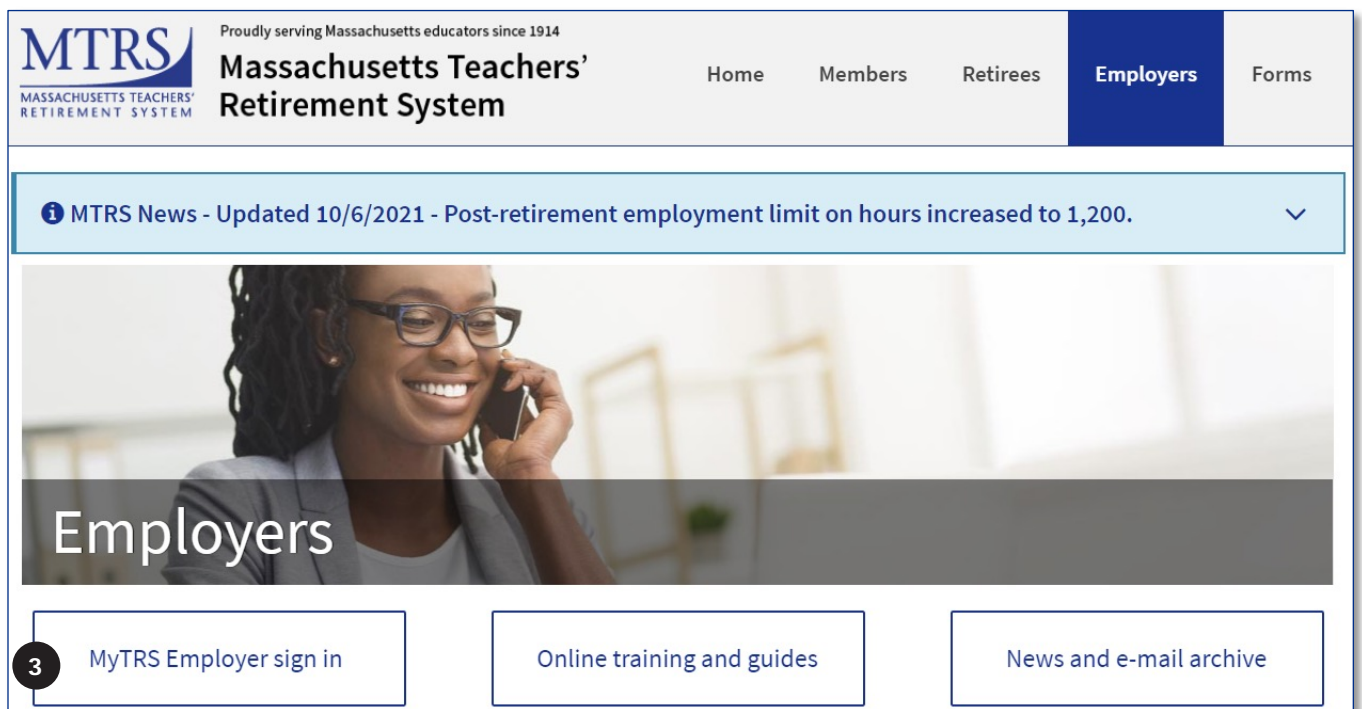 MTRS
MASSACHUSETTS TEACHERS'
RETIREMENT SYSTEM
Proudly serving Massachusetts educators since 1914
Massachusetts Teachers'
Retirement System
Home Members Retirees Employers Forms
MTRS News - Updated 10/6/2021 - Post-retirement employment limit on hours increased to 1,200.
Employers
3
MyTRS Employer sign in
Online training and guides
News and e-mail archive